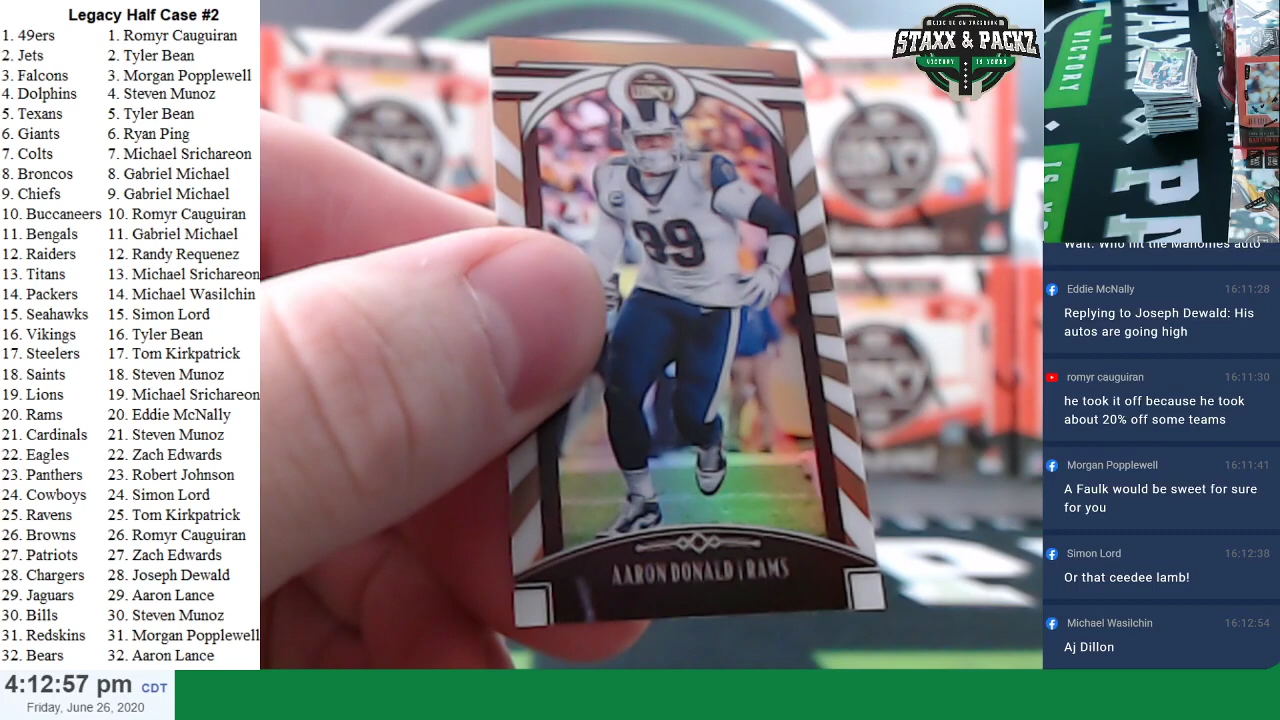 Legacy Half Case #2
1. 49ers 1. Romyr Cauguiran
2. Jets 2. Tyler Bean
3. Falcons 3. Morgan Popplewell
4. Dolphins 4. Steven Munoz
5. Texans 5. Tyler Bean
6. Giants 6. Ryan Ping
7. Colts 7. Michael Srichareon
8. Broncos 8. Gabriel Michael
9. Chiefs 9. Gabriel Michael
10. Buccaneers 10. Romyr Cauguiran
11. Bengals 11. Gabriel Michael
12. Raiders 12. Randy Requenez
13. Titans 13. Michael Srichareon
14. Packers 14. Michael Wasilchin
15. Seahawks 15. Simon Lord
16. Vikings 16. Tyler Bean
17. Steelers 17. Tom Kirkpatrick
18. Saints 18. Steven Munoz
19. Lions 19. Michael Srichareon
20. Rams 20. Eddie McNally
21. Cardinals 21. Steven Munoz
22. Eagles 22. Zach Edwards
23. Panthers 23. Robert Johnson
24. Cowboys 24. Simon Lord
25. Ravens 25. Tom Kirkpatrick
26. Browns 26. Romyr Cauguiran
27. Patriots 27. Zach Edwards
28. Chargers 28. Joseph Dewald
29. Jaguars 29. Aaron Lance
30. Bills 30. Steven Munoz
31. Redskins 31. Morgan Popplewell
32. Bears 32. Aaron Lance
4:12:57 pm CDT
Friday, June 26, 2020
99
AARON DONALD | RAMS
STAXX & PACKZ
VICTORY IS YOURS
VICTORY
Wait. Who hit the Mahomes auto
Eddie McNally 16:11:28
Replying to Joseph Dewald: His
autos are going high
romyr cauguiran 16:11:30
he took it off because he took
about 20% off some teams
Morgan Popplewell 16:11:41
A Faulk would be sweet for sure
for you
Simon Lord 16:12:38
Or that ceedee lamb!
Michael Wasilchin 16:12:54
Aj Dillon